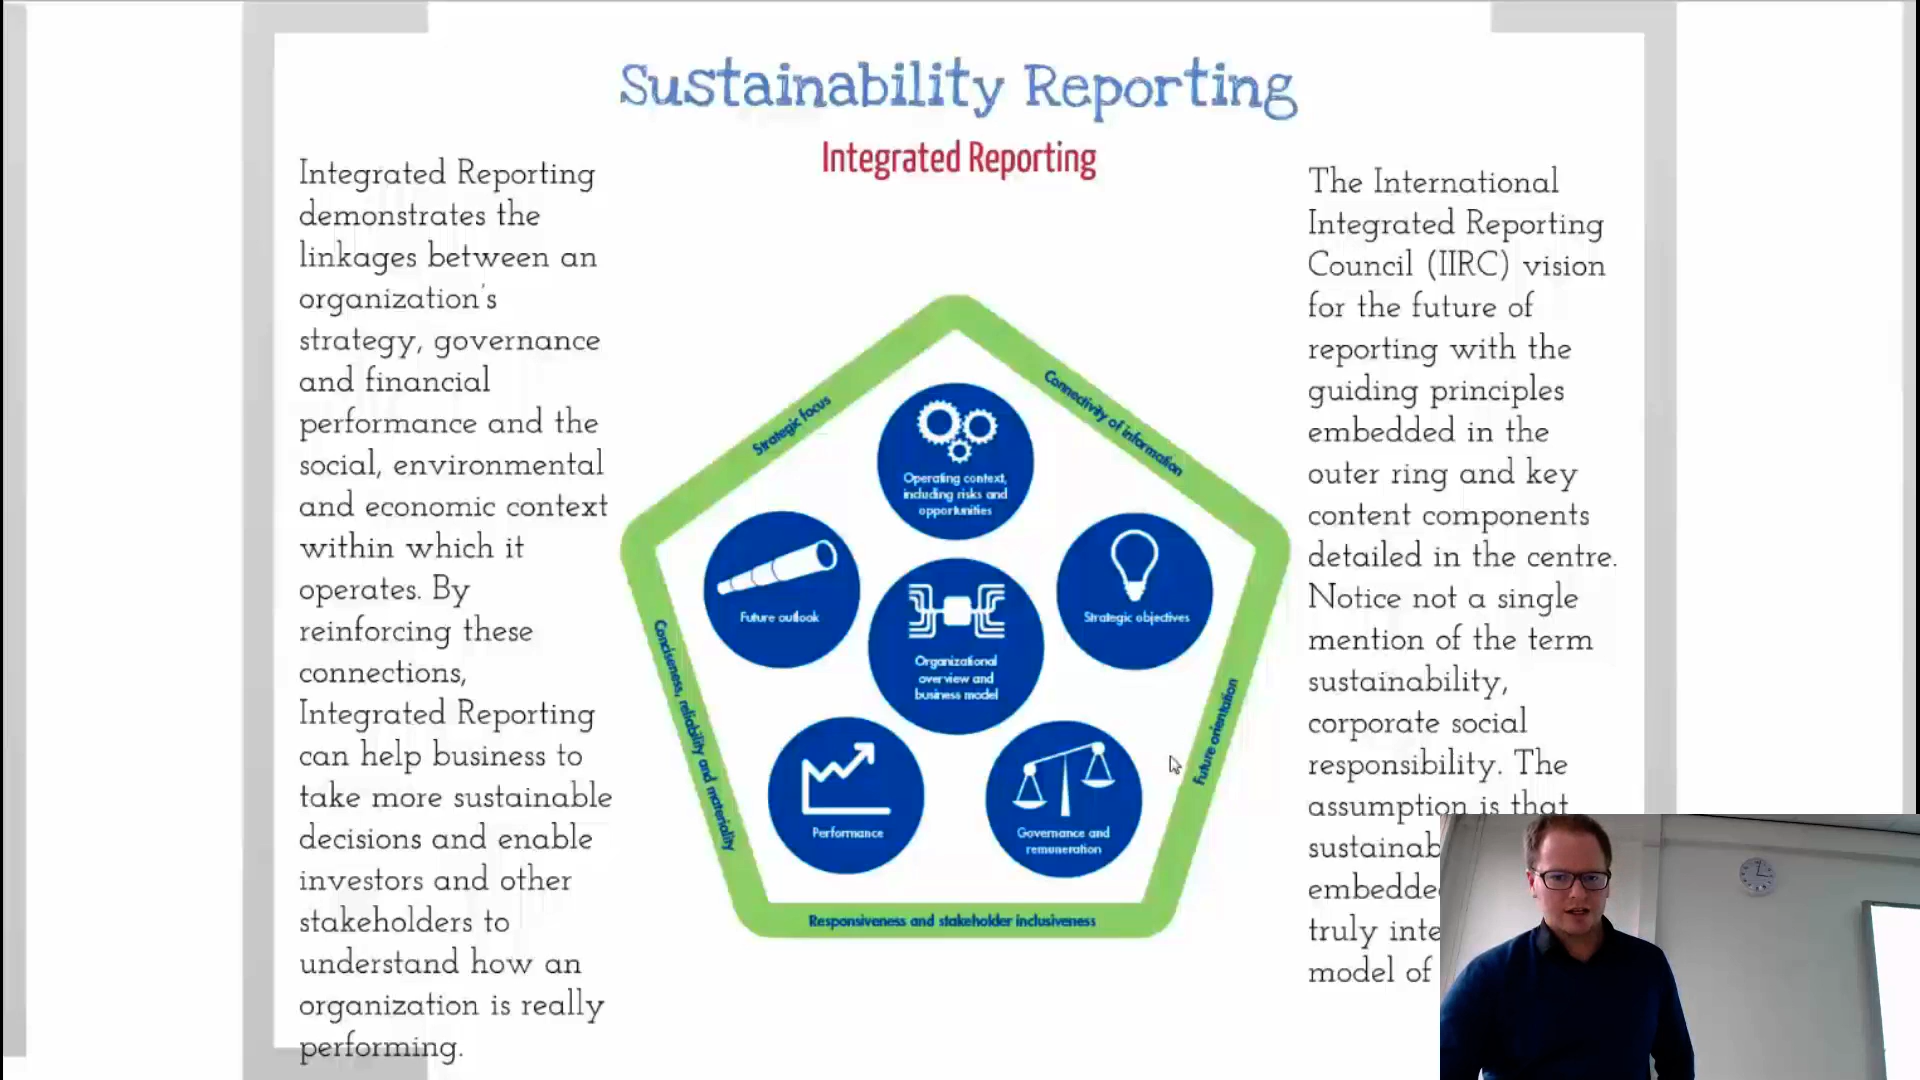 Sustainability Reporting
Integrated Reporting
Integrated Reporting
demonstrates the
linkages between an
organization's
strategy, governance
and financial
performance and the
social, environmental
and economic context
within which it
operates. By
reinforcing these
connections,
Integrated Reporting
can help business to
take more sustainable
decisions and enable
investors and other
stakeholders to
understand how an
organization is really
performing.
Strategic focus
Connectivity of information
Operating context,
including risks and
opportunities
Future outlook
Strategic objectives
Organizational
overview and
business model
Conciseness, reliability and materiality
Future orientation
Performance
Governance and
remuneration
Responsiveness and stakeholder inclusiveness
The International
Integrated Reporting
Council (IIRC) vision
for the future of
reporting with the
guiding principles
embedded in the
outer ring and key
content components
detailed in the centre.
Notice not a single
mention of the term
sustainability,
corporate social
responsibility. The
assumption is that
sustainab
embedde
truly inte
model of